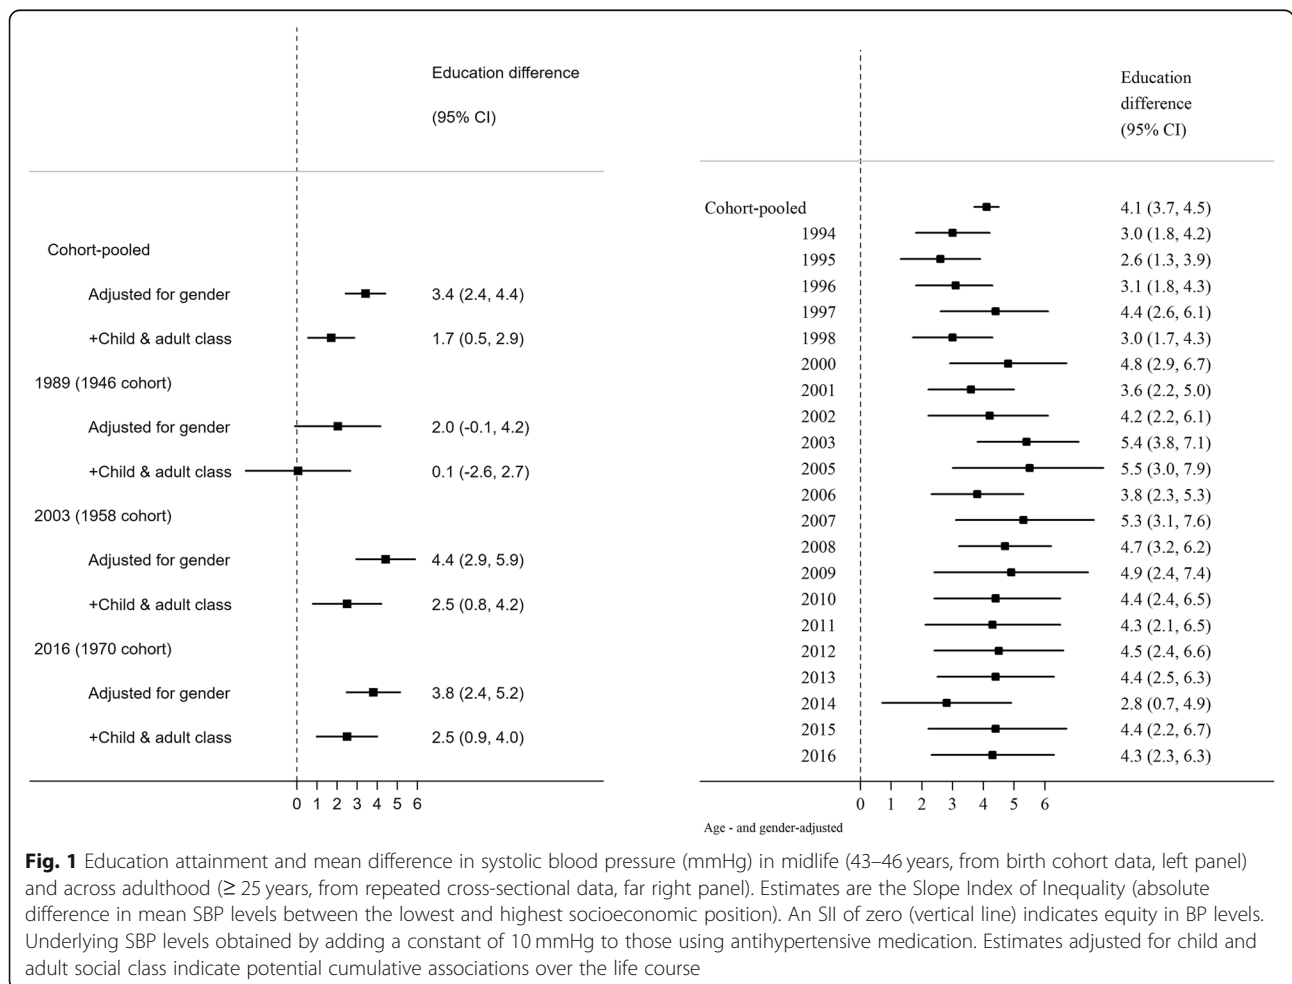 Education difference
(95% CI)
Cohort-pooled
Adjusted for gender 3.4 (2.4, 4.4)
+Child & adult class 1.7 (0.5, 2.9)
1989 (1946 cohort)
Adjusted for gender 2.0 (-0.1, 4.2)
+Child & adult class 0.1 (-2.6, 2.7)
2003 (1958 cohort)
Adjusted for gender 4.4 (2.9, 5.9)
+Child & adult class 2.5 (0.8, 4.2)
2016 (1970 cohort)
Adjusted for gender 3.8 (2.4, 5.2)
+Child & adult class 2.5 (0.9, 4.0)
0 1 2 3 4 5 6
Education
difference
(95% CI)
Cohort-pooled 4.1 (3.7, 4.5)
1994 3.0 (1.8, 4.2)
1995 2.6 (1.3, 3.9)
1996 3.1 (1.8, 4.3)
1997 4.4 (2.6, 6.1)
1998 3.0 (1.7, 4.3)
2000 4.8 (2.9, 6.7)
2001 3.6 (2.2, 5.0)
2002 4.2 (2.2, 6.1)
2003 5.4 (3.8, 7.1)
2005 5.5 (3.0, 7.9)
2006 3.8 (2.3, 5.3)
2007 5.3 (3.1, 7.6)
2008 4.7 (3.2, 6.2)
2009 4.9 (2.4, 7.4)
2010 4.4 (2.4, 6.5)
2011 4.3 (2.1, 6.5)
2012 4.5 (2.4, 6.6)
2013 4.4 (2.5, 6.3)
2014 2.8 (0.7, 4.9)
2015 4.4 (2.2, 6.7)
2016 4.3 (2.3, 6.3)
0 1 2 3 4 5 6
Age - and gender-adjusted
Fig. 1 Education attainment and mean difference in systolic blood pressure (mmHg) in midlife (43–46 years, from birth cohort data, left panel)
and across adulthood (≥ 25 years, from repeated cross-sectional data, far right panel). Estimates are the Slope Index of Inequality (absolute
difference in mean SBP levels between the lowest and highest socioeconomic position). An SII of zero (vertical line) indicates equity in BP levels.
Underlying SBP levels obtained by adding a constant of 10 mmHg to those using antihypertensive medication. Estimates adjusted for child and
adult social class indicate potential cumulative associations over the life course